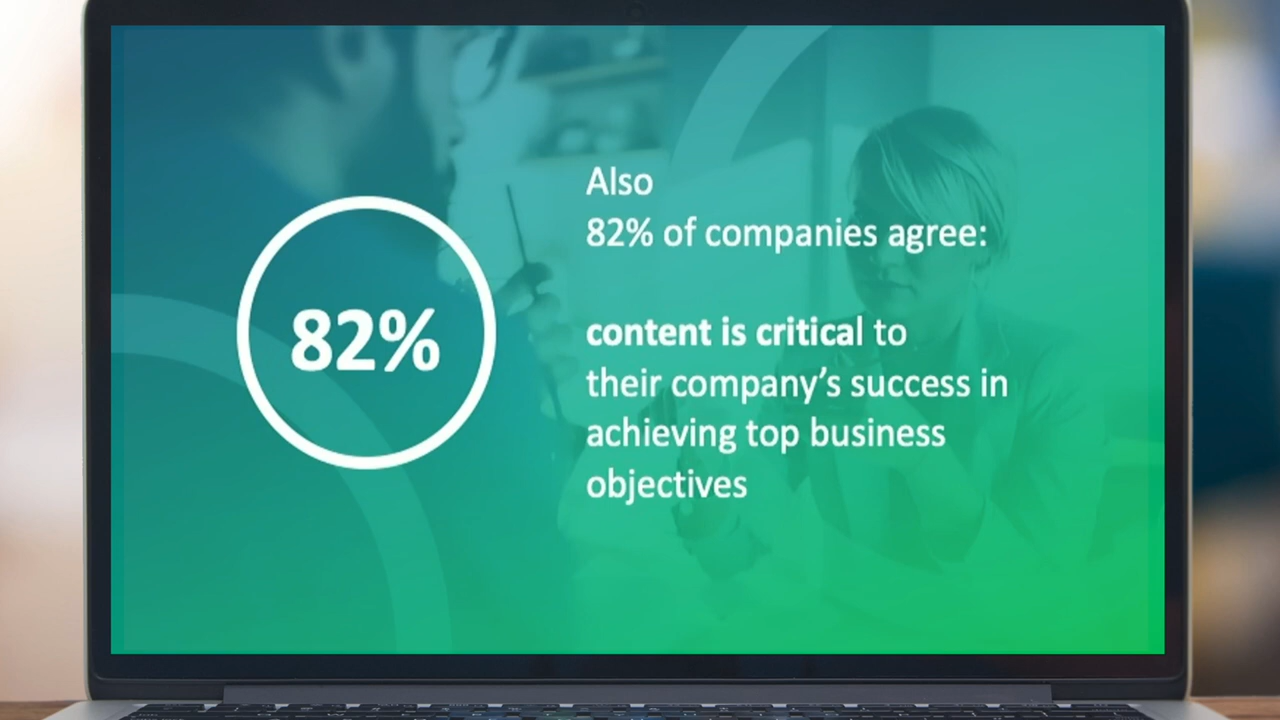 82%
Also
82% of companies agree:
content is critical to
their company’s success in
achieving top business
objectives